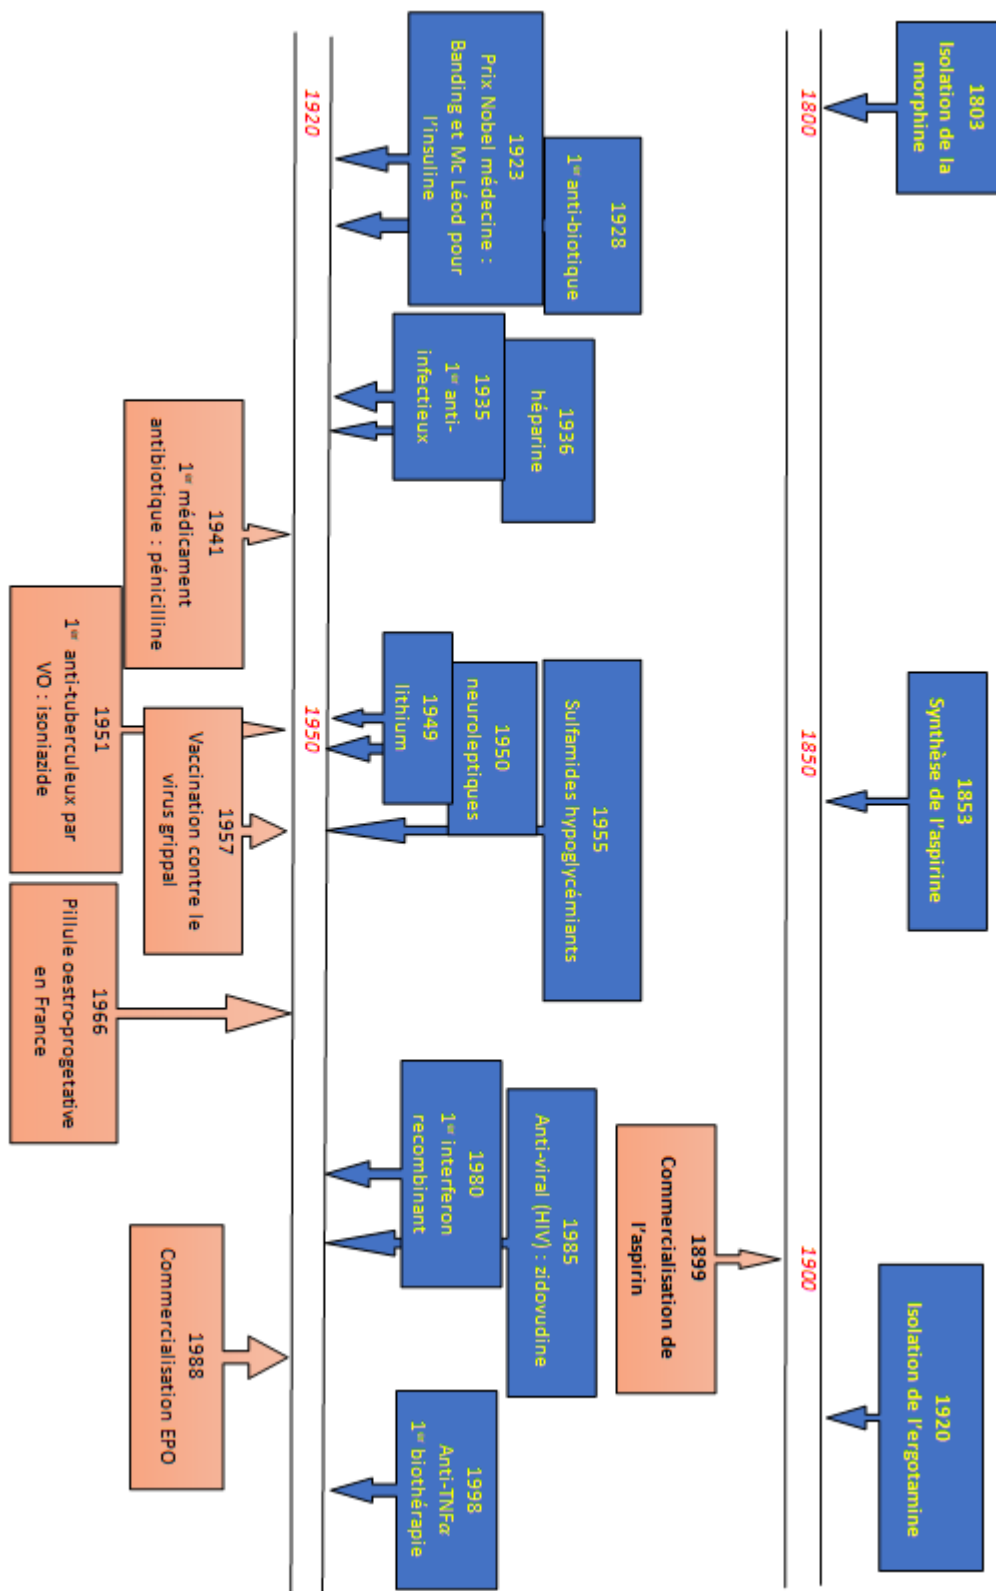 1803
Isolation de la
morphine
1853
Synthèse de l'aspirine
1920
Isolation de l'ergotamine
1800
1850
1900
1899
Commercialisation de
l'aspirin
1928
1er anti-biotique
1923
Prix Nobel médecine :
Banding et Mc Léod pour
l'insuline
1936
héparine
1935
1er anti-
infectieux
1955
Sulfamides hypoglycémiants
1950
neuroleptiques
1949
lithium
1985
Anti-viral (HIV) : zidovudine
1980
1er interferon
recombinant
1998
Anti-TNFα
1er biothérapie
1920
1950
1941
1er médicament
antibiotique : pénicilline
1957
Vaccination contre le
virus grippal
1951
1er anti-tuberculeux par
VO : isoniazide
1966
Pillule oestro-progetative
en France
1988
Commercialisation EPO